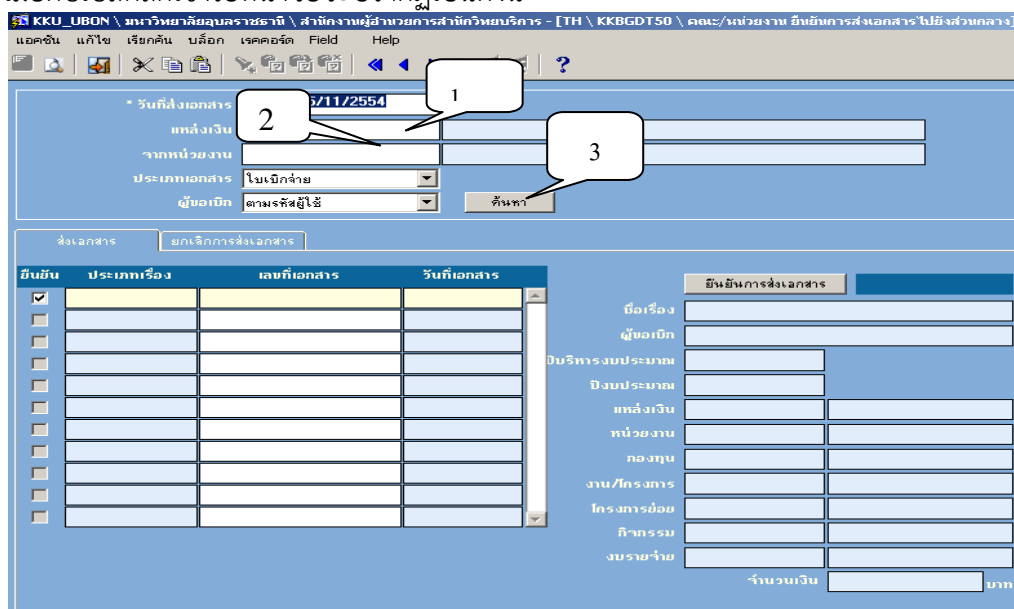 KKU_UBON \ มหาวิทยาลัยอุบลราชธานี \ สำนักงานผู้อำนวยการสำนักวิทยบริการ - [TH \ KKBGDT50 \ คณะ/หน่วยงาน ยืนยันการส่งเอกสารไปยังส่วนกลาง]
แอคชัน แก้ไข เรียกค้น บล็อก เรคคอร์ด Field Help
* วันที่ส่งเอกสาร 5/11/2554
1
แหล่งเงิน
2
จากหน่วยงาน
3
ประเภทเอกสาร ใบเบิกจ่าย
ผู้ขอเบิก ตามรหัสผู้ใช้ ค้นหา
ส่งเอกสาร ยกเลิกการส่งเอกสาร
ยืนยัน ประเภทเรื่อง เลขที่เอกสาร วันที่เอกสาร
ยืนยันการส่งเอกสาร
ชื่อเรื่อง
ผู้ขอเบิก
ปีบริหารงบประมาณ
ปีงบประมาณ
แหล่งเงิน
หน่วยงาน
กองทุน
งาน/โครงการ
โครงการย่อย
กิจกรรม
งบรายจ่าย
จำนวนเงิน บาท